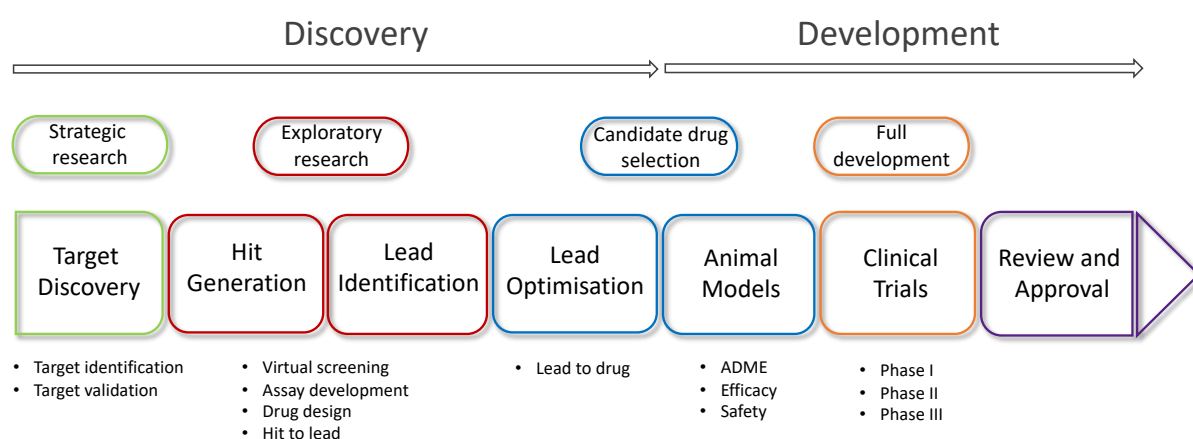 Discovery
Development
Strategic
research
Exploratory
research
Candidate drug
selection
Full
development
Target
Discovery
Hit
Generation
Lead
Identification
Lead
Optimisation
Animal
Models
Clinical
Trials
Review and
Approval
• Target identification
• Target validation
• Virtual screening
• Assay development
• Drug design
• Hit to lead
• Lead to drug
• ADME
• Efficacy
• Safety
• Phase I
• Phase II
• Phase III